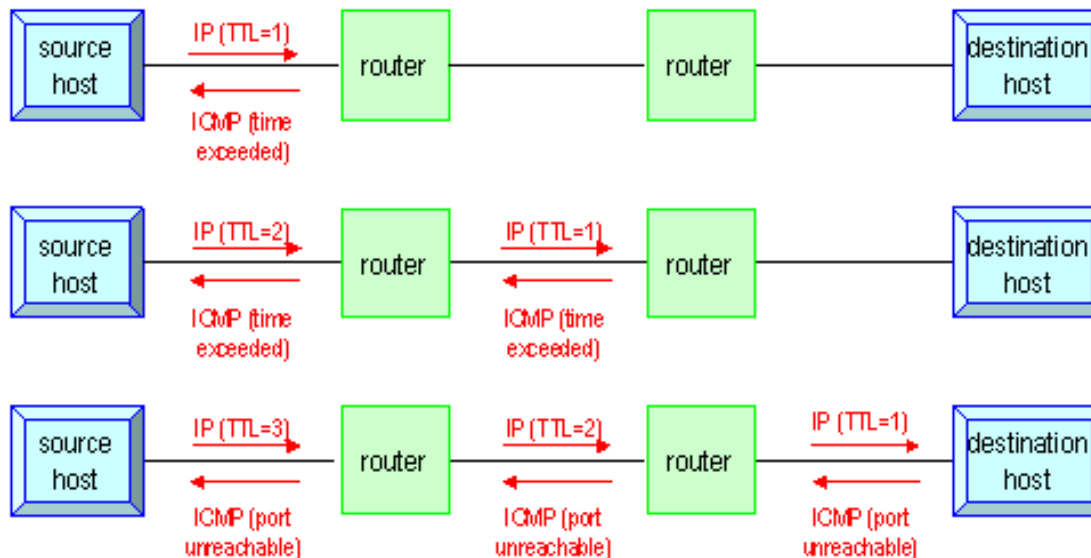 source
host
IP (TTL=1)
ICMP (time
exceeded)
router
router
destination
host
source
host
IP (TTL=2)
ICMP (time
exceeded)
router
IP (TTL=1)
ICMP (time
exceeded)
router
destination
host
source
host
IP (TTL=3)
ICMP (port
unreachable)
router
IP (TTL=2)
ICMP (port
unreachable)
router
IP (TTL=1)
ICMP (port
unreachable)
destination
host